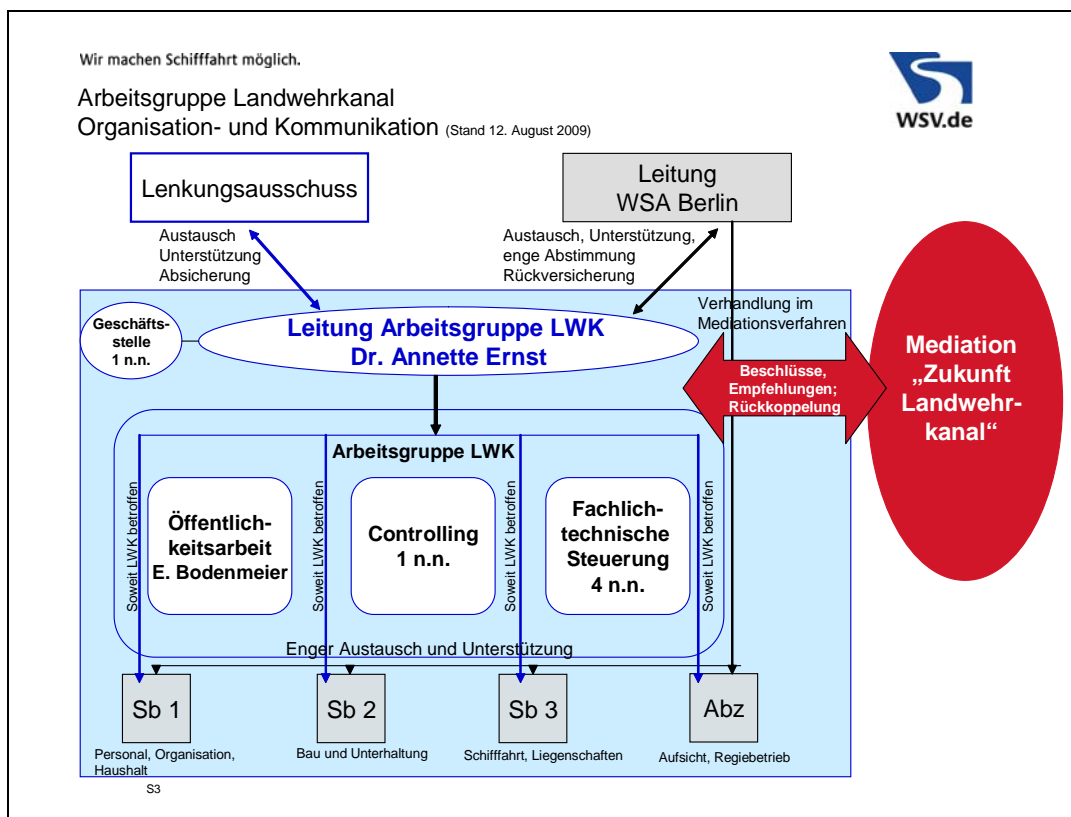 Wir machen Schifffahrt möglich.
WSV.de
Arbeitsgruppe Landwehrkanal
Organisation- und Kommunikation (Stand 12. August 2009)
Lenkungsausschuss
Leitung
WSA Berlin
Austausch
Unterstützung
Absicherung
Austausch, Unterstützung,
enge Abstimmung
Rückversicherung
Geschäfts-
stelle
1 n.n.
Leitung Arbeitsgruppe LWK
Dr. Annette Ernst
Verhandlung im
Mediationsverfahren
Beschlüsse,
Empfehlungen;
Rückkoppelung
Mediation
„Zukunft
Landwehr-
kanal“
Arbeitsgruppe LWK
Soweit LWK betroffen
Öffentlich-
keitsarbeit
E. Bodenmeier
Soweit LWK betroffen
Controlling
1 n.n.
Soweit LWK betroffen
Fachlich-
technische
Steuerung
4 n.n.
Soweit LWK betroffen
Enger Austausch und Unterstützung
Sb 1
Sb 2
Sb 3
Abz
Personal, Organisation,
Haushalt
Bau und Unterhaltung
Schifffahrt, Liegenschaften
Aufsicht, Regiebetrieb
S3